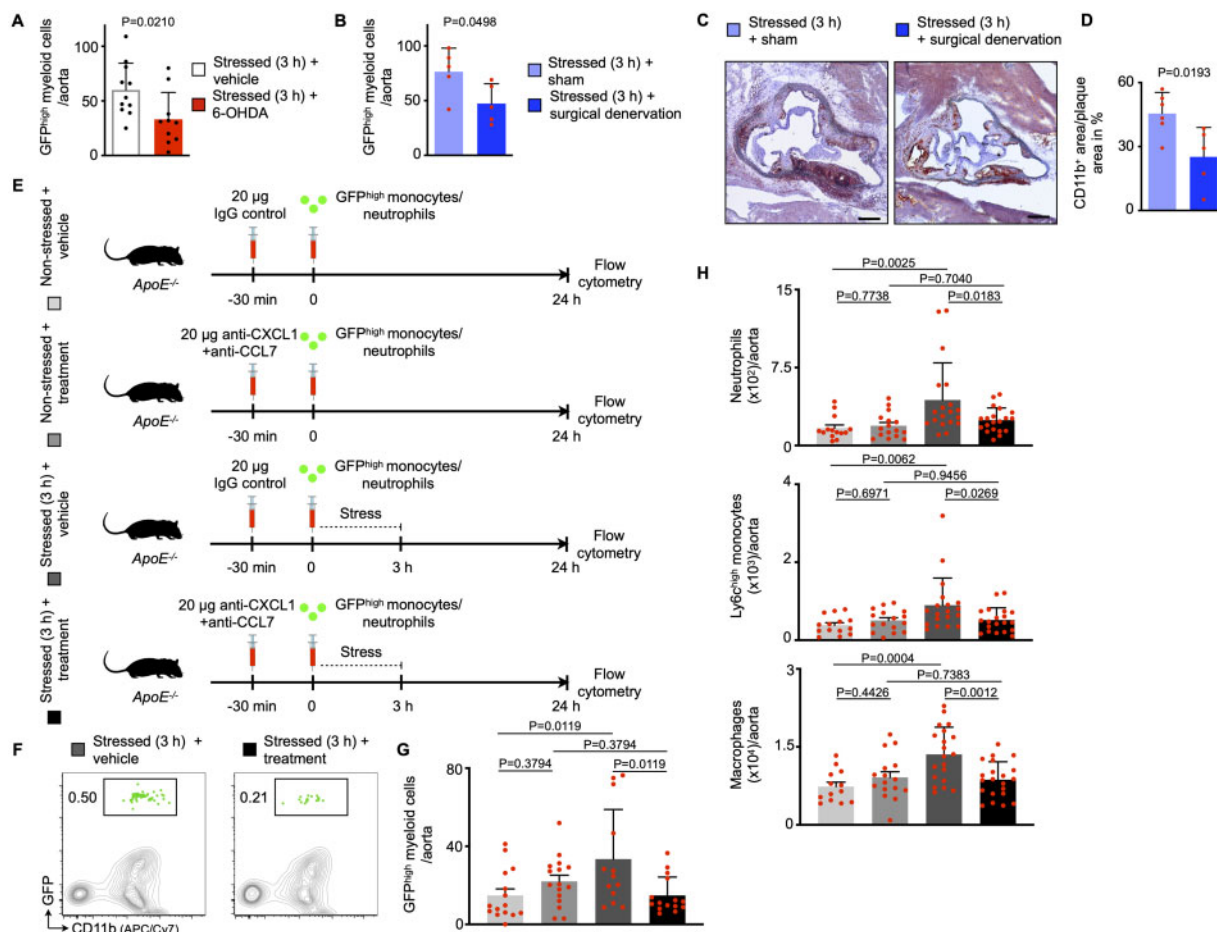 A
P=0.0210
GFPhigh myeloid cells
/aorta
100
50
0
Stressed (3 h) +
vehicle
Stressed (3 h) +
6-OHDA
B
P=0.0498
GFPhigh myeloid cells
/aorta
100
50
0
Stressed (3 h) +
sham
Stressed (3 h) +
surgical denervation
C
Stressed (3 h)
+ sham
Stressed (3 h)
+ surgical denervation
D
P=0.0193
CD11b+ area/plaque
area in %
60
30
0
E
Non-stressed +
vehicle
ApoE-/-
20 µg
IgG control
GFPhigh monocytes/
neutrophils
-30 min
0
24 h
Flow
cytometry
Non-stressed +
treatment
ApoE-/-
20 µg anti-CXCL1
+anti-CCL7
GFPhigh monocytes/
neutrophils
-30 min
0
24 h
Flow
cytometry
Stressed (3 h) +
vehicle
ApoE-/-
20 µg
IgG control
GFPhigh monocytes/
neutrophils
Stress
-30 min
0
3 h
24 h
Flow
cytometry
Stressed (3 h) +
treatment
ApoE-/-
20 µg anti-CXCL1
+anti-CCL7
GFPhigh monocytes/
neutrophils
Stress
-30 min
0
3 h
24 h
Flow
cytometry
F
Stressed (3 h) +
vehicle
Stressed (3 h) +
treatment
0.50
0.21
GFP
CD11b (APC/Cy7)
G
P=0.0119
P=0.3794
P=0.3794
P=0.0119
GFPhigh myeloid cells
/aorta
80
40
0
H
P=0.0025
P=0.7040
P=0.7738
P=0.0183
Neutrophils
(x10²)/aorta
15
7.5
0
P=0.0062
P=0.9456
P=0.6971
P=0.0269
Ly6chigh monocytes
(x10³)/aorta
4
2
0
P=0.0004
P=0.7383
P=0.4426
P=0.0012
Macrophages
(x10⁴)/aorta
3
1.5
0